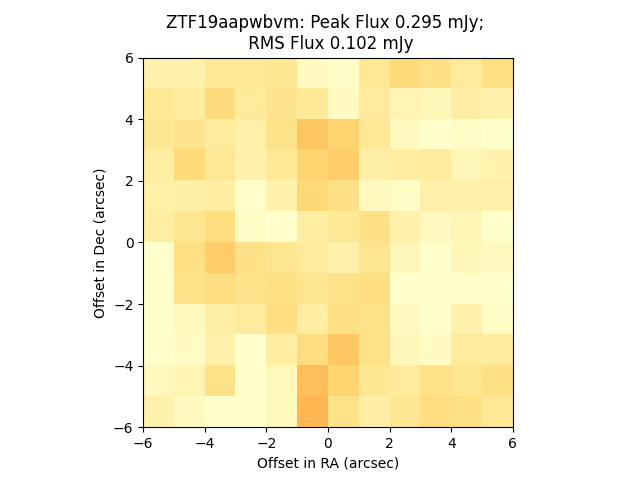 ZTF19aapwbvm: Peak Flux 0.295 mJy;
RMS Flux 0.102 mJy
6
4
2
0
−2
−4
−6
Offset in Dec (arcsec)
−6 −4 −2 0 2 4 6
Offset in RA (arcsec)